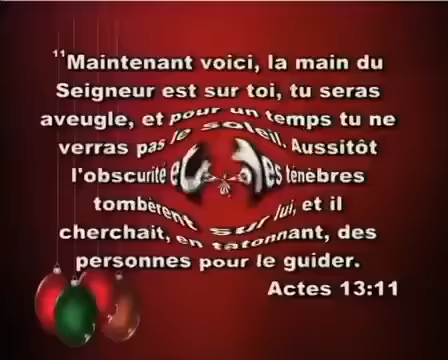 ¹¹Maintenant voici, la main du
Seigneur est sur toi, tu seras
aveugle, et pour un temps tu ne
verras pas le soleil. Aussitôt
l'obscurité et les ténèbres
tombèrent sur lui, et il
cherchait, en tatonnant, des
personnes pour le guider.
Actes 13:11